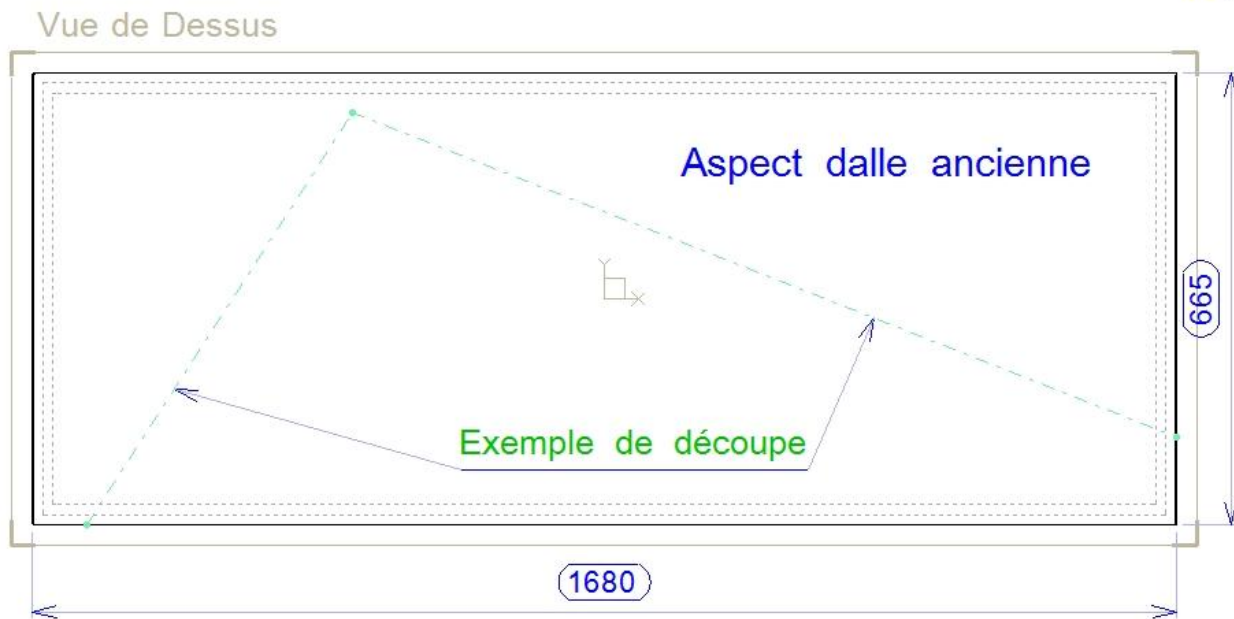 Vue de Dessus
Aspect dalle ancienne
665
Exemple de découpe
1680
Y
X